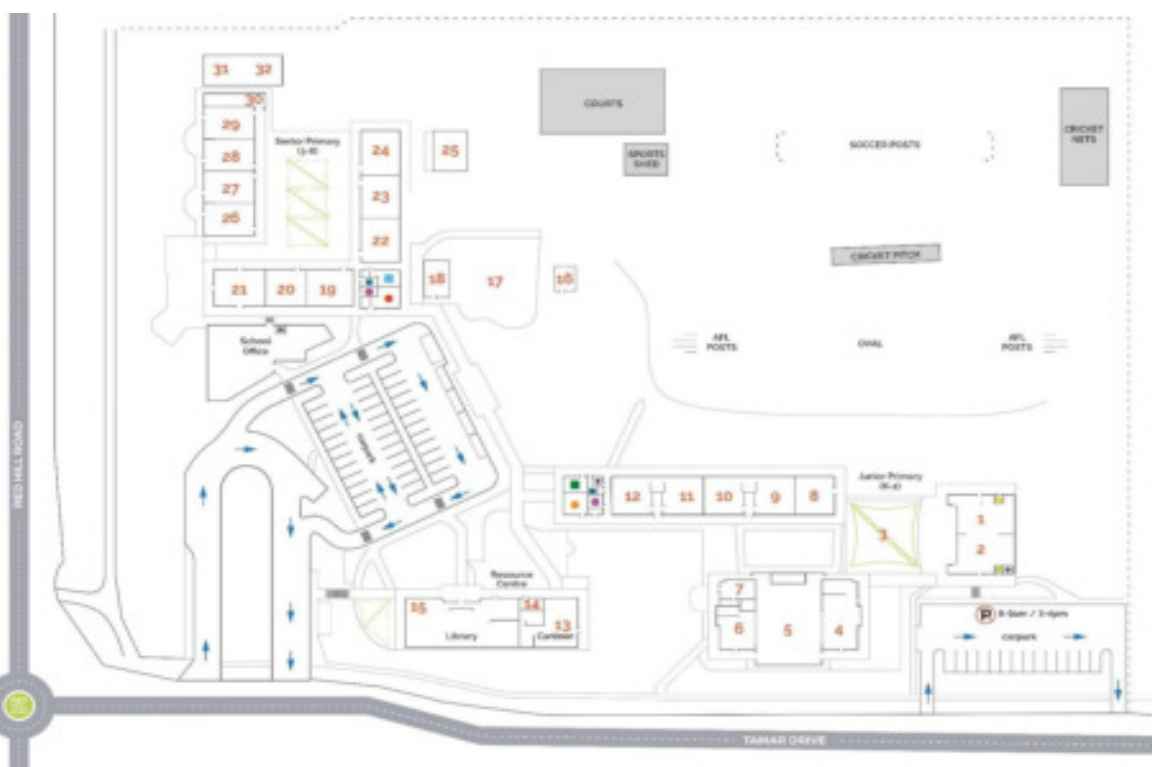 31 32
30
29
28
27
26
Senior Primary
(3-6)
24
23
22
25
COURTS
SPORTS
SHED
SOCCER POSTS
CRICKET
NETS
CRICKET PITCH
21 20 19
18
17
16
School
Office
AFL
POSTS
OVAL
AFL
POSTS
carpark
RED HILL ROAD
12 11 10 9 8
Junior Primary
(K-2)
3
1
2
Resource
Centre
15
14
13
Library
Canteen
7
6
5
4
P 8-9am / 2-4pm
carpark
TAMAR DRIVE